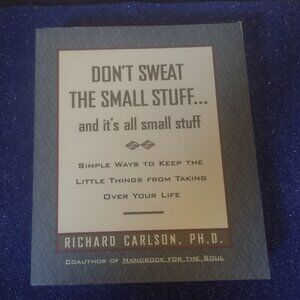 DON'T SWEAT
THE SMALL STUFF...
and it's all small stuff
SIMPLE WAYS TO KEEP THE
LITTLE THINGS FROM TAKING
OVER YOUR LIFE
RICHARD CARLSON, PH.D.
COAUTHOR OF HANDBOOK FOR THE SOUL